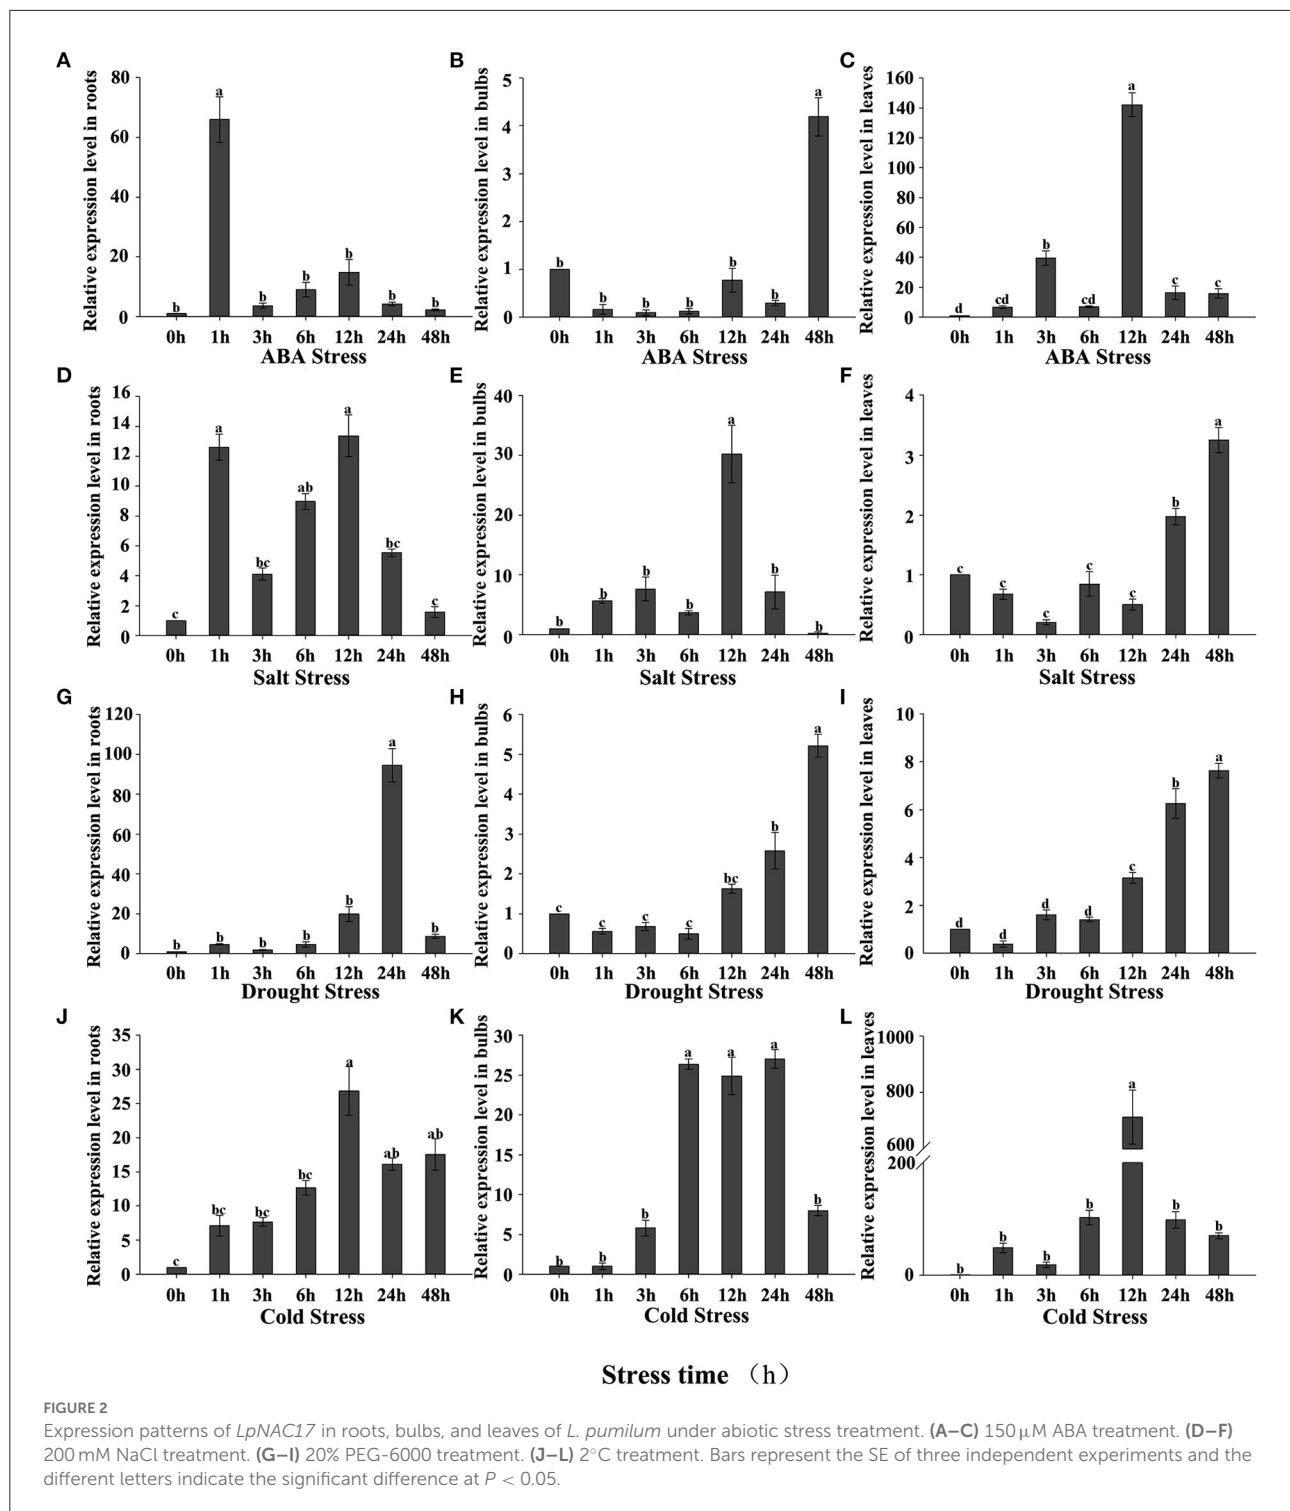 A
Relative expression level in roots
80
60
40
20
0
a
b
b
b
b
b
b
0h 1h 3h 6h 12h 24h 48h
ABA Stress
B
Relative expression level in bulbs
5
4
3
2
1
0
b
b
b
b
b
b
a
0h 1h 3h 6h 12h 24h 48h
ABA Stress
C
Relative expression level in leaves
160
140
120
100
80
60
40
20
0
d
cd
b
cd
a
c
c
0h 1h 3h 6h 12h 24h 48h
ABA Stress
D
Relative expression level in roots
16
14
12
10
8
6
4
2
0
c
a
bc
ab
a
bc
c
0h 1h 3h 6h 12h 24h 48h
Salt Stress
E
Relative expression level in bulbs
40
30
20
10
0
b
b
b
b
a
b
b
0h 1h 3h 6h 12h 24h 48h
Salt Stress
F
Relative expression level in leaves
4
3
2
1
0
c
c
c
c
c
b
a
0h 1h 3h 6h 12h 24h 48h
Salt Stress
G
Relative expression level in roots
120
100
80
60
40
20
0
b
b
b
b
b
a
b
0h 1h 3h 6h 12h 24h 48h
Drought Stress
H
Relative expression level in bulbs
6
5
4
3
2
1
0
c
c
c
c
bc
b
a
0h 1h 3h 6h 12h 24h 48h
Drought Stress
I
Relative expression level in leaves
10
8
6
4
2
0
d
d
d
d
c
b
a
0h 1h 3h 6h 12h 24h 48h
Drought Stress
J
Relative expression level in roots
35
30
25
20
15
10
5
0
c
bc
bc
bc
a
ab
ab
0h 1h 3h 6h 12h 24h 48h
Cold Stress
K
Relative expression level in bulbs
30
25
20
15
10
5
0
b
b
b
a
a
a
b
0h 1h 3h 6h 12h 24h 48h
Cold Stress
L
Relative expression level in leaves
1000
800
600
200
0
b
b
b
b
a
b
b
0h 1h 3h 6h 12h 24h 48h
Cold Stress
Stress time （h）
FIGURE 2
Expression patterns of LpNAC17 in roots, bulbs, and leaves of L. pumilum under abiotic stress treatment. (A–C) 150 μM ABA treatment. (D–F)
200 mM NaCl treatment. (G–I) 20% PEG-6000 treatment. (J–L) 2°C treatment. Bars represent the SE of three independent experiments and the
different letters indicate the significant difference at P < 0.05.